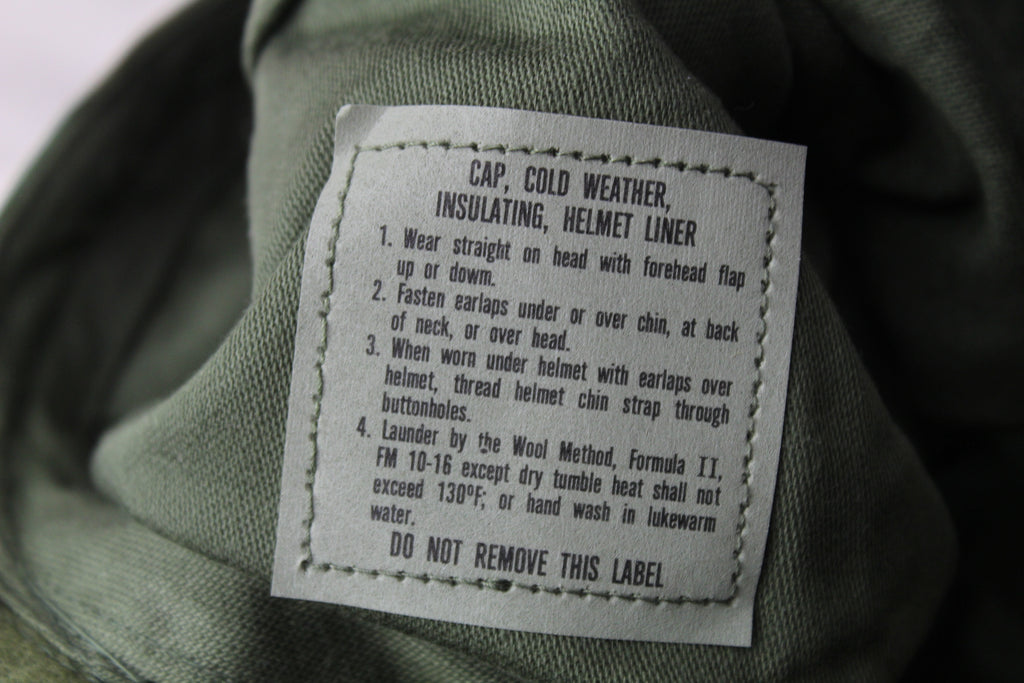 CAP, COLD WEATHER,
INSULATING, HELMET LINER
1. Wear straight on head with forehead flap
up or down.
2. Fasten earlaps under or over chin, at back
of neck, or over head.
3. When worn under helmet with earlaps over
helmet, thread helmet chin strap through
buttonholes.
4. Launder by the Wool Method, Formula II,
FM 10-16 except dry tumble heat shall not
exceed 130°F; or hand wash in lukewarm
water.
DO NOT REMOVE THIS LABEL